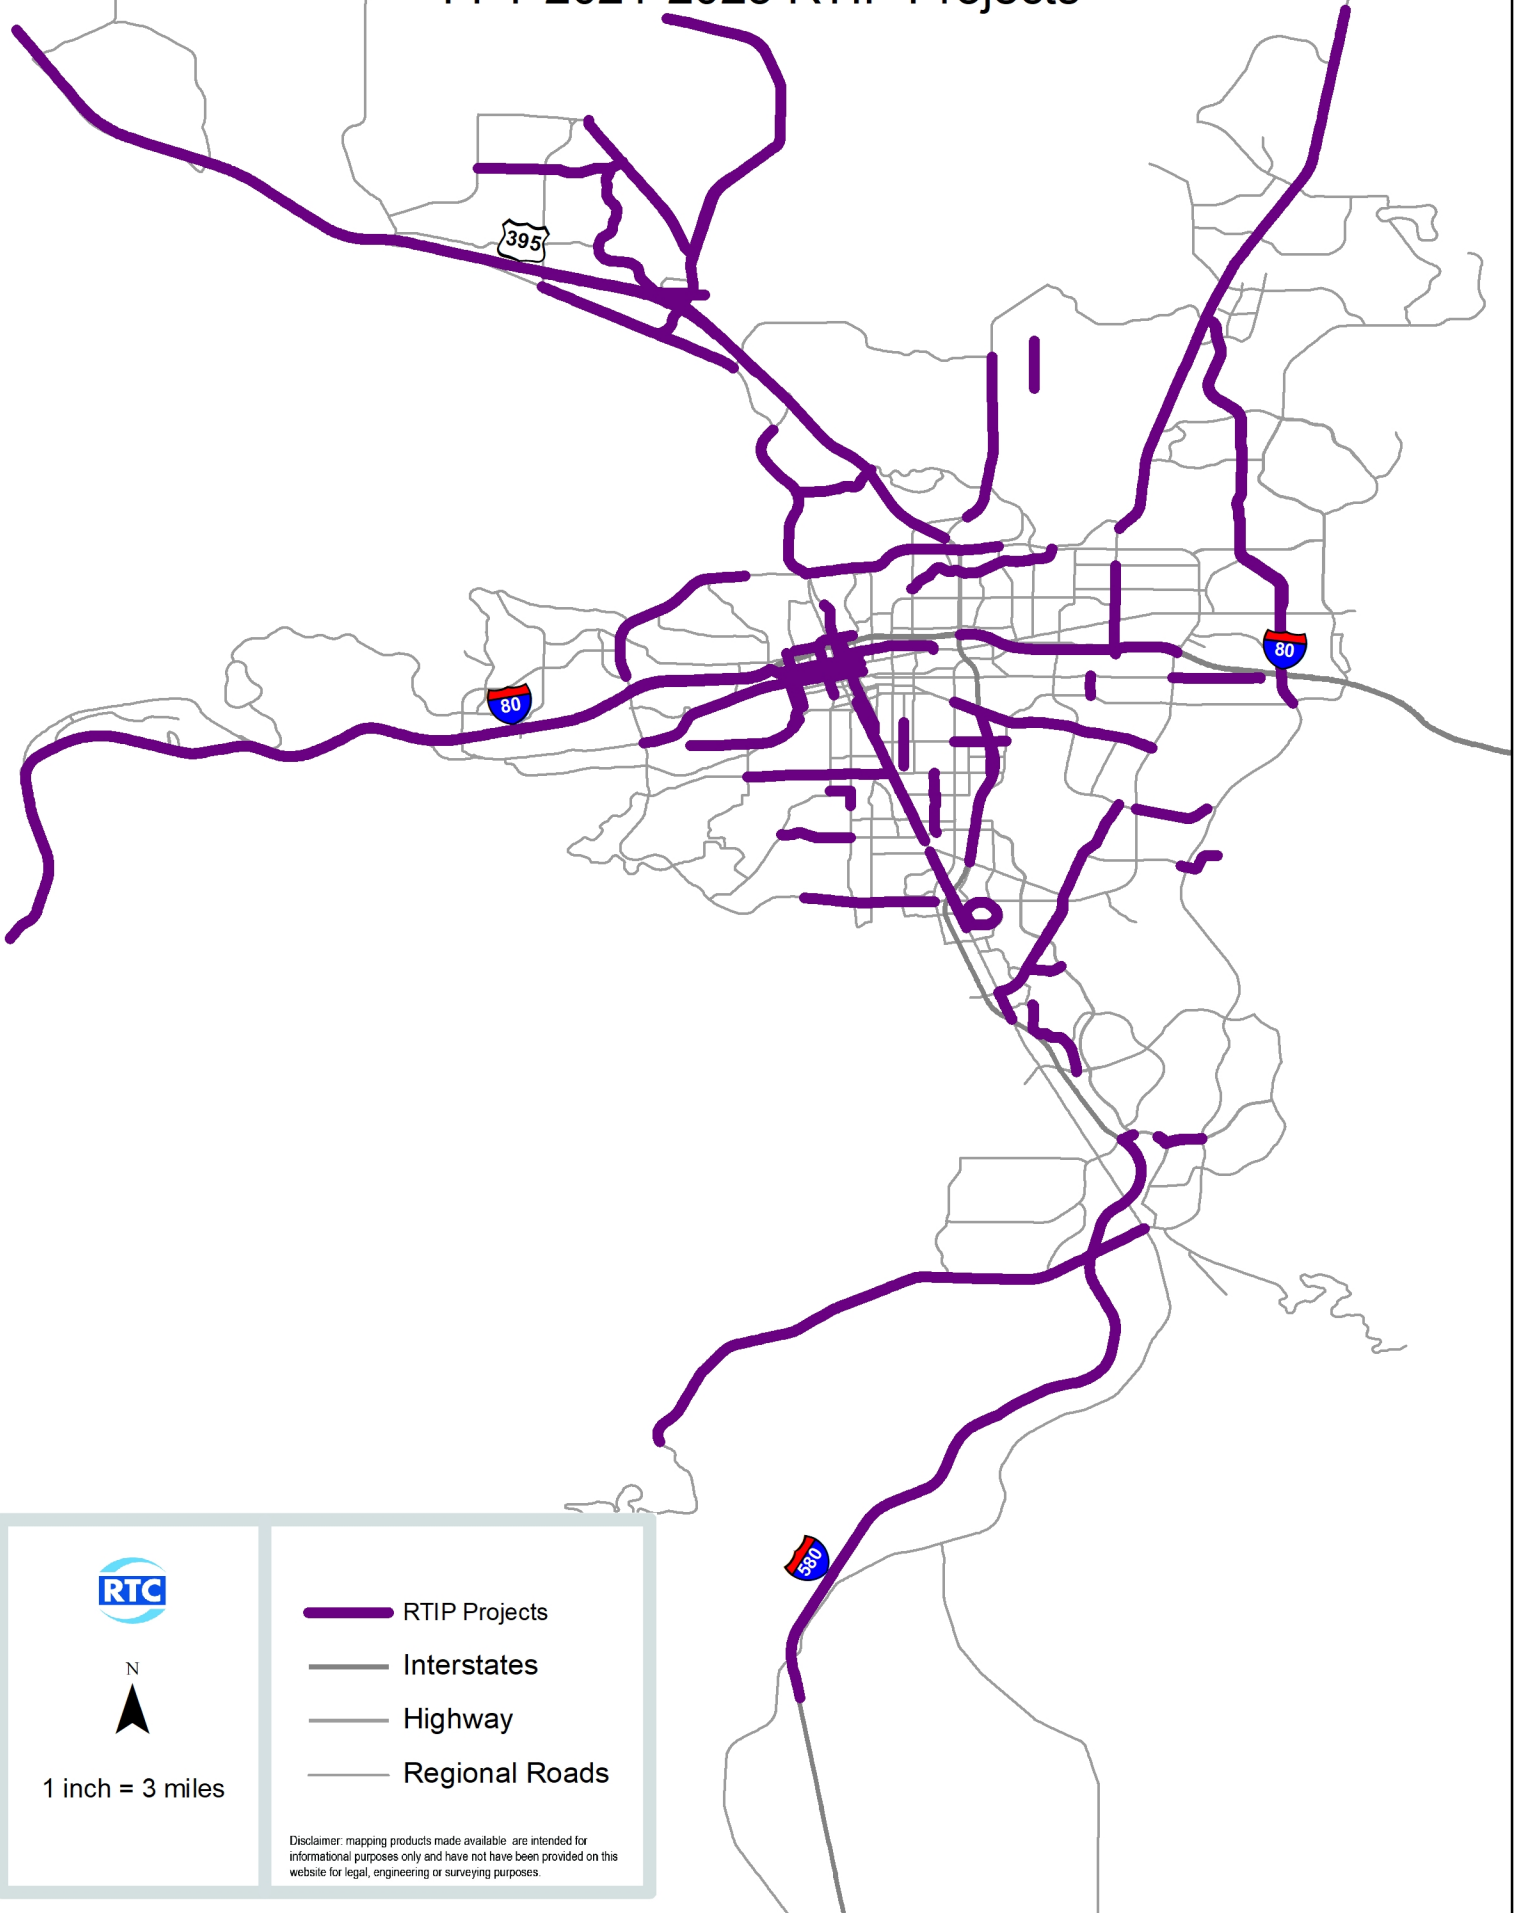 RTIP Projects
395
80
80
580
RTC
N
1 inch = 3 miles
RTIP Projects
Interstates
Highway
Regional Roads
Disclaimer: mapping products made available are intended for
informational purposes only and have not have been provided on this
website for legal, engineering or surveying purposes.